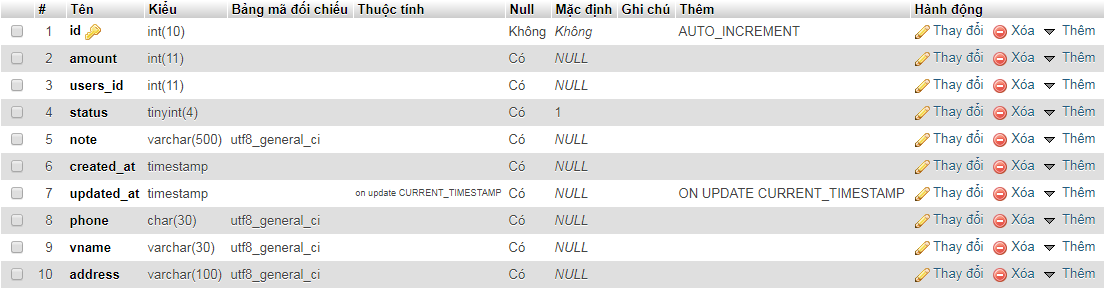 # Tên Kiểu Bảng mã đối chiếu Thuộc tính Null Mặc định Ghi chú Thêm Hành động
1 id int(10) Không Không AUTO_INCREMENT Thay đổi Xóa Thêm
2 amount int(11) Có NULL Thay đổi Xóa Thêm
3 users_id int(11) Có NULL Thay đổi Xóa Thêm
4 status tinyint(4) Có 1 Thay đổi Xóa Thêm
5 note varchar(500) utf8_general_ci Có NULL Thay đổi Xóa Thêm
6 created_at timestamp Có NULL Thay đổi Xóa Thêm
7 updated_at timestamp on update CURRENT_TIMESTAMP Có NULL ON UPDATE CURRENT_TIMESTAMP Thay đổi Xóa Thêm
8 phone char(30) utf8_general_ci Có NULL Thay đổi Xóa Thêm
9 vname varchar(30) utf8_general_ci Có NULL Thay đổi Xóa Thêm
10 address varchar(100) utf8_general_ci Có NULL Thay đổi Xóa Thêm